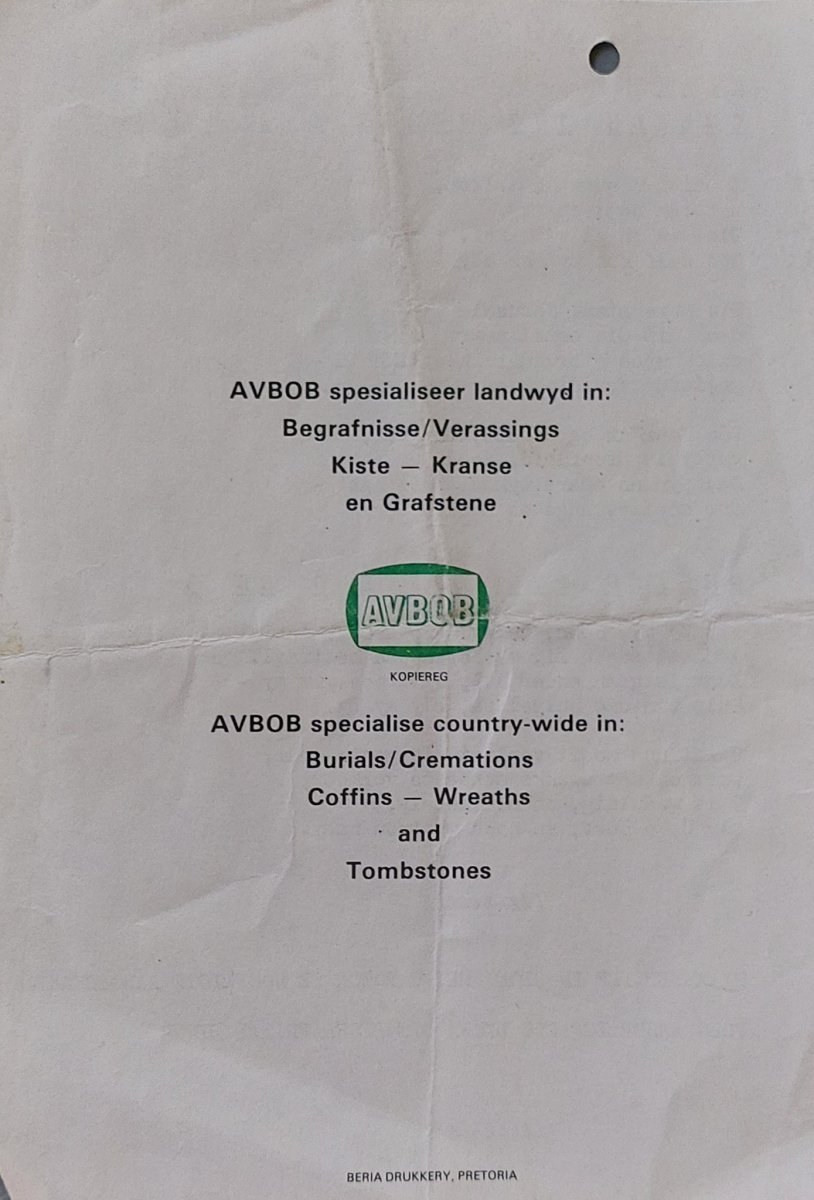 AVBOB spesialiseer landwyd in:
Begrafnisse/Verassings
Kiste — Kranse
en Grafstene
AVBOB
KOPIEREG
AVBOB specialise country-wide in:
Burials/Cremations
Coffins — Wreaths
and
Tombstones
BERIA DRUKKERY, PRETORIA